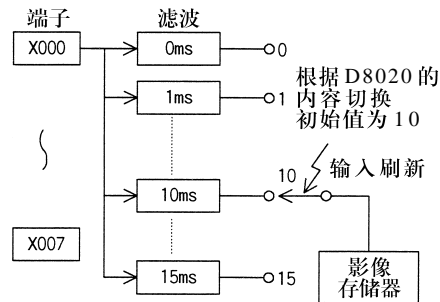 端子
滤波
X000
0ms
0
1ms
1
根据D8020的
内容切换
初始值为10
10ms
10
输入刷新
X007
15ms
15
影像
存储器